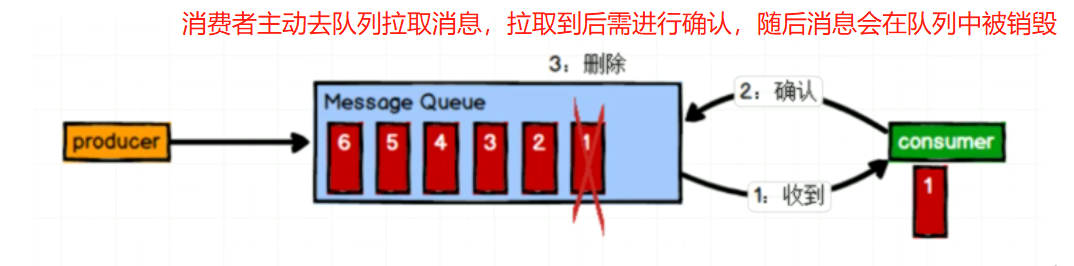 消费者主动去队列拉取消息，拉取到后需进行确认，随后消息会在队列中被销毁
3：删除
Message Queue
2：确认
producer
6 5 4 3 2 1
consumer
1：收到
1